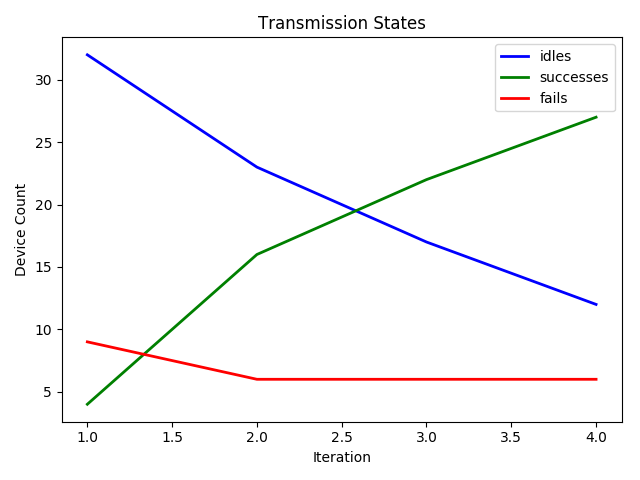 Transmission States
idles
successes
fails
Device Count
30
25
20
15
10
5
1.0 1.5 2.0 2.5 3.0 3.5 4.0
Iteration